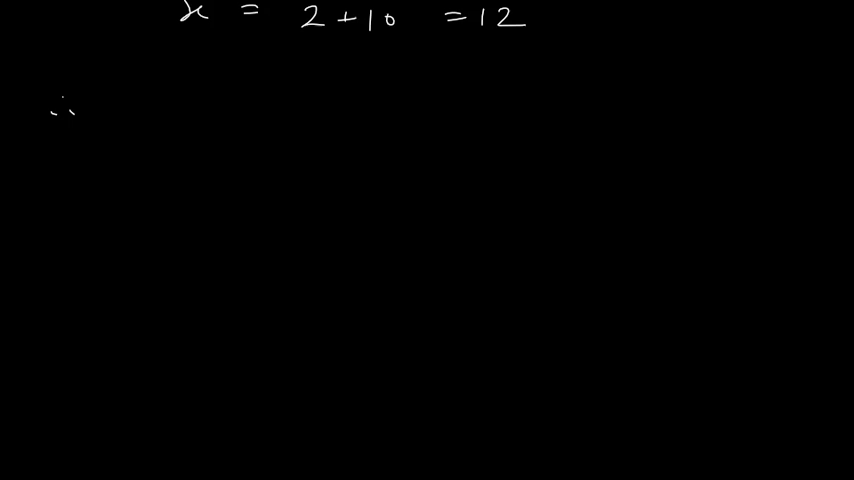 x = 2 + 10 = 12
∴